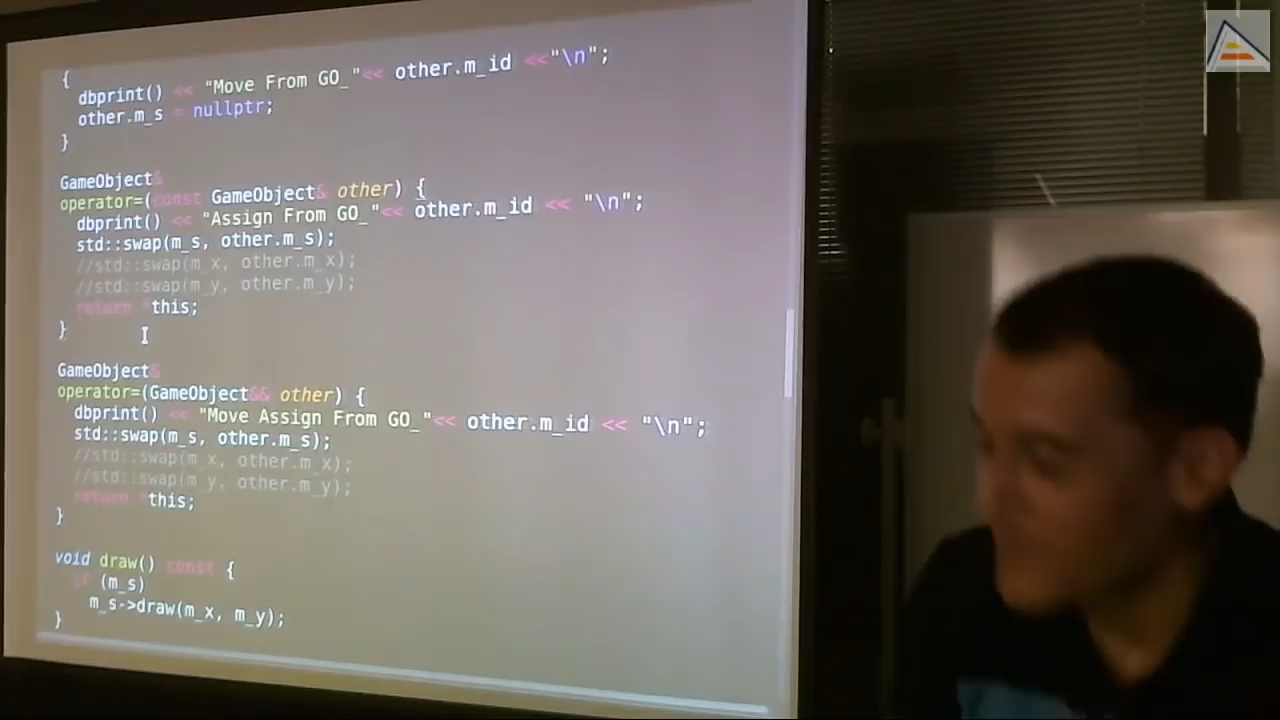 {
dbprint() << "Move From GO_"<< other.m_id <<"\n";
other.m_s = nullptr;
}
GameObject&
operator=(const GameObject& other) {
dbprint() << "Assign From GO_"<< other.m_id << "\n";
std::swap(m_s, other.m_s);
//std::swap(m_x, other.m_x);
//std::swap(m_y, other.m_y);
return *this;
}
GameObject&
operator=(GameObject&& other) {
dbprint() << "Move Assign From GO_"<< other.m_id << "\n";
std::swap(m_s, other.m_s);
//std::swap(m_x, other.m_x);
//std::swap(m_y, other.m_y);
return *this;
}
void draw() const {
if (m_s)
m_s->draw(m_x, m_y);
}